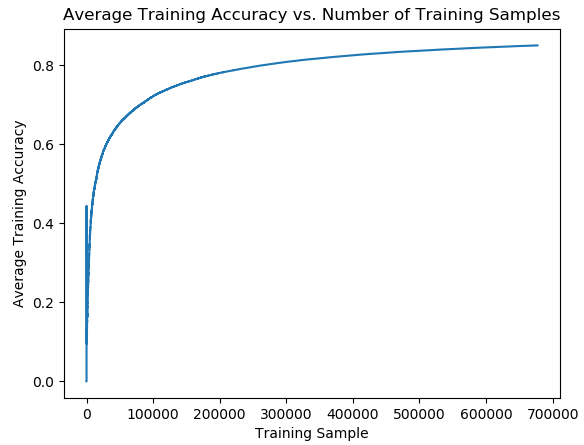 Average Training Accuracy vs. Number of Training Samples
Average Training Accuracy
0.8
0.6
0.4
0.2
0.0
0 100000 200000 300000 400000 500000 600000 700000
Training Sample